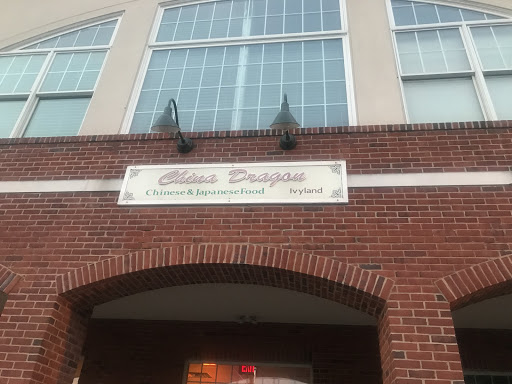 China Dragon
Chinese & Japanese Food Ivyland
EXIT